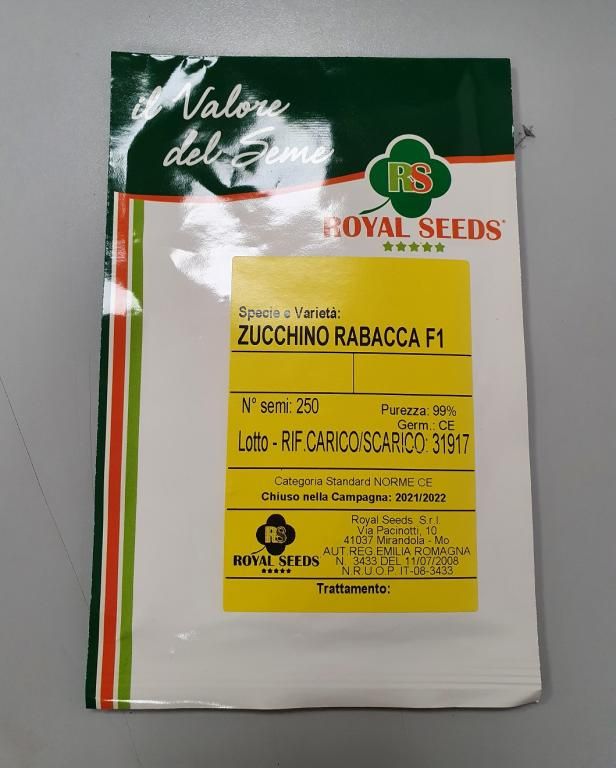 il Valore
del Seme
RS
ROYAL SEEDS®
Specie e Varietà:
ZUCCHINO RABACCA F1
N° semi: 250
Purezza: 99%
Germ.: CE
Lotto - RIF.CARICO/SCARICO: 31917
Categoria Standard NORME CE
Chiuso nella Campagna: 2021/2022
RS
ROYAL SEEDS
Royal Seeds S.r.l.
Via Pacinotti, 10
41037 Mirandola - Mo
AUT.REG.EMILIA ROMAGNA
N. 3433 DEL 11/07/2008
N.R.U.O.P. IT-08-3433
Trattamento: